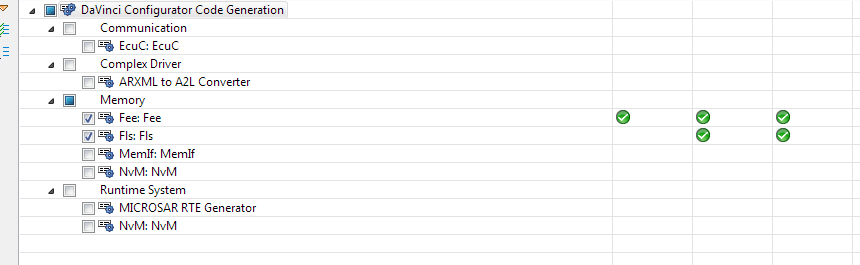 DaVinci Configurator Code Generation
Communication
EcuC: EcuC
Complex Driver
ARXML to A2L Converter
Memory
Fee: Fee
Fls: Fls
MemIf: MemIf
NvM: NvM
Runtime System
MICROSAR RTE Generator
NvM: NvM